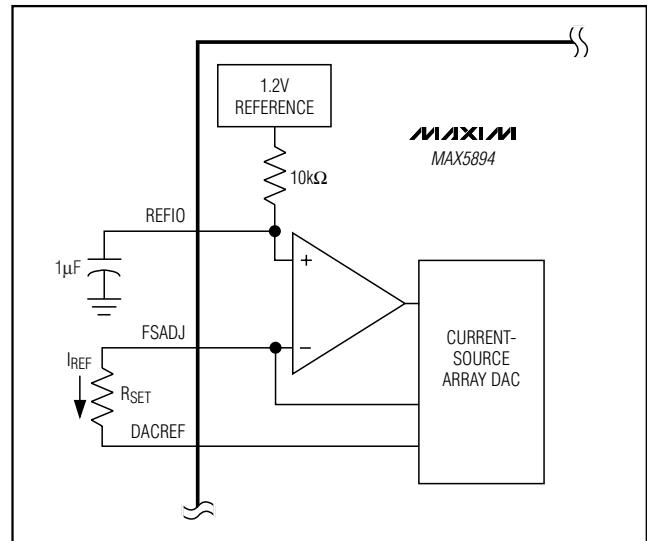 1.2V
REFERENCE
MAXIM
MAX5894
10kΩ
REFIO
1µF
+
FSADJ
−
CURRENT-
SOURCE
ARRAY DAC
IREF
RSET
DACREF